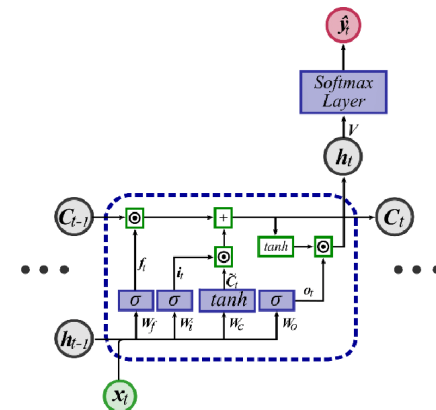 ŷt
Softmax
Layer
V
ht
Ct-1
+
Ct
tanh
ft
it
C̃t
ot
σ
σ
tanh
σ
Wf
Wi
Wc
Wo
ht-1
xt